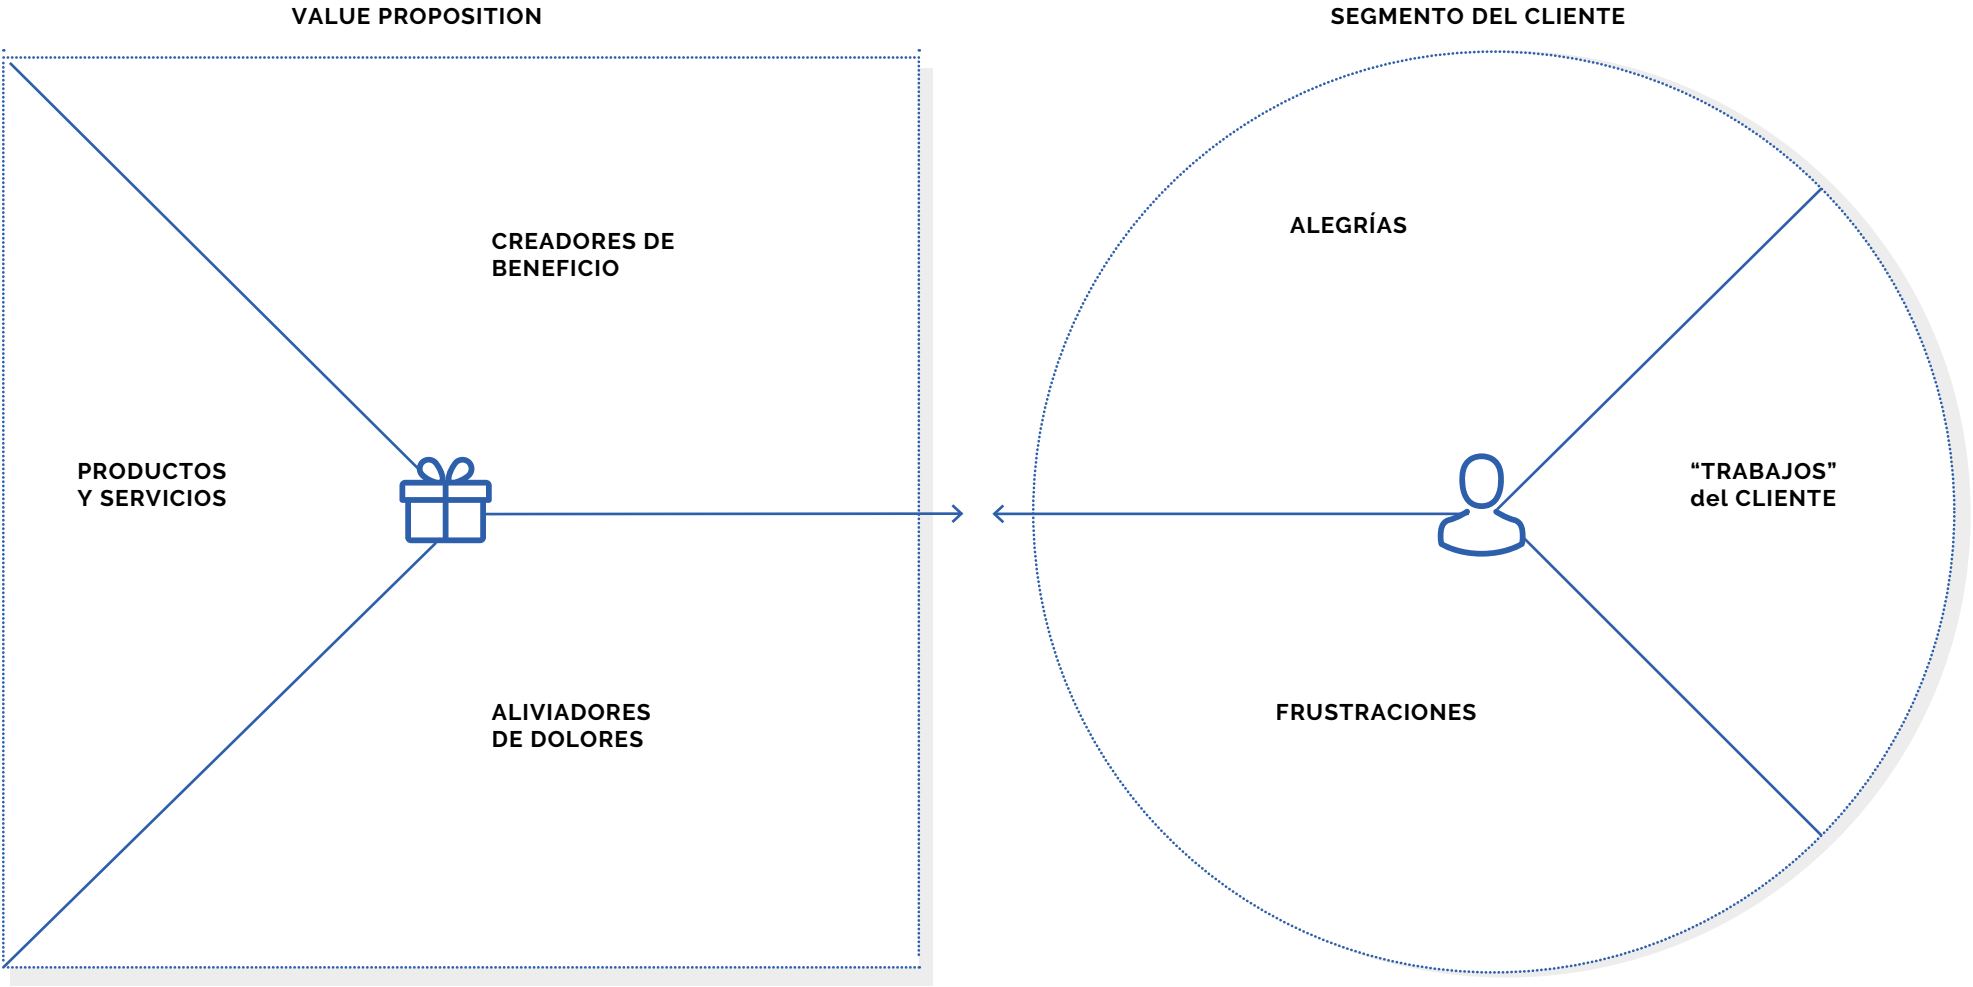 VALUE PROPOSITION
SEGMENTO DEL CLIENTE
CREADORES DE
BENEFICIO
PRODUCTOS
Y SERVICIOS
ALIVIADORES
DE DOLORES
ALEGRÍAS
“TRABAJOS”
del CLIENTE
FRUSTRACIONES